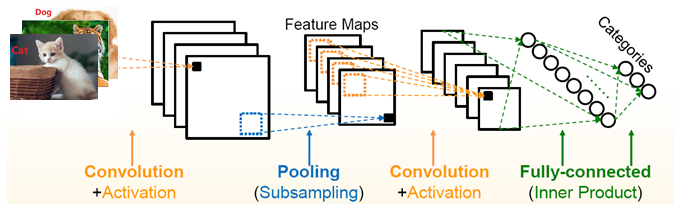 Dog
Cat
Feature Maps
Categories
Convolution
+Activation
Pooling
(Subsampling)
Convolution
+Activation
Fully-connected
(Inner Product)